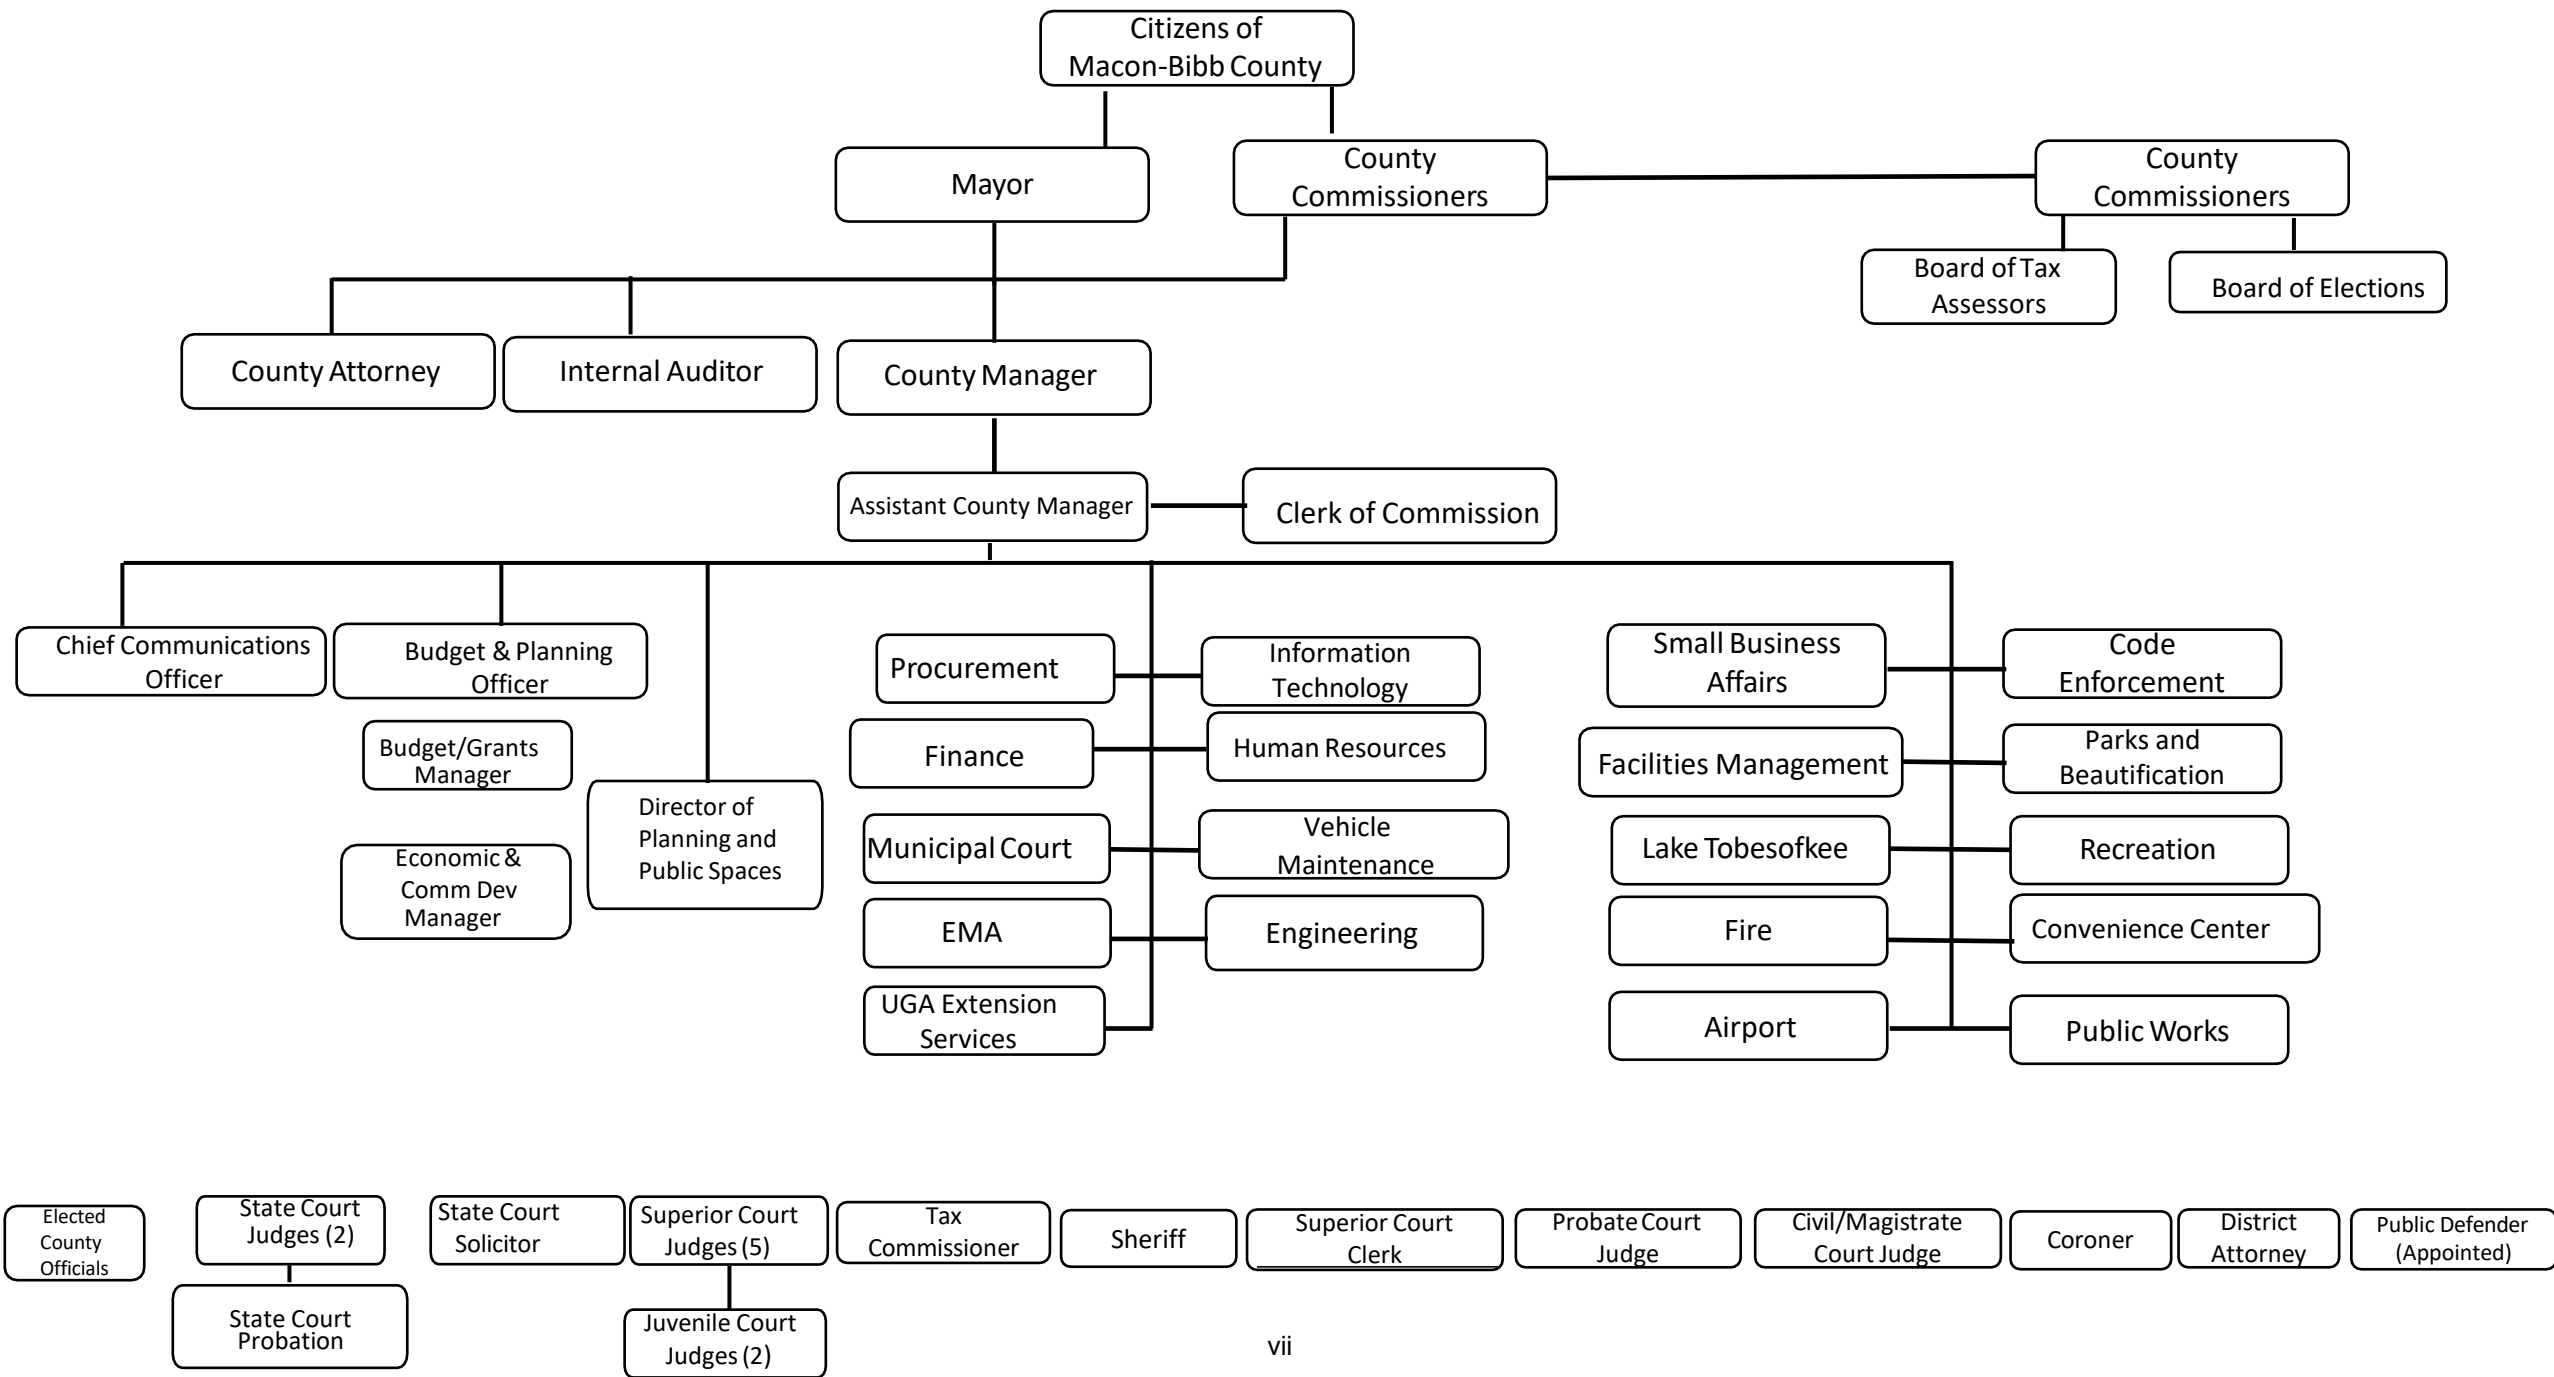 Citizens of
Macon-Bibb County
Mayor
County
Commissioners
County
Commissioners
Board of Tax
Assessors
Board of Elections
County Attorney
Internal Auditor
County Manager
Assistant County Manager
Clerk of Commission
Chief Communications
Officer
Budget & Planning
Officer
Budget/Grants
Manager
Economic &
Comm Dev
Manager
Director of
Planning and
Public Spaces
Procurement
Information
Technology
Finance
Human Resources
Municipal Court
Vehicle
Maintenance
EMA
Engineering
UGA Extension
Services
Small Business
Affairs
Code
Enforcement
Facilities Management
Parks and
Beautification
Lake Tobesofkee
Recreation
Fire
Convenience Center
Airport
Public Works
Elected
County
Officials
State Court
Judges (2)
State Court
Probation
State Court
Solicitor
Superior Court
Judges (5)
Juvenile Court
Judges (2)
Tax
Commissioner
Sheriff
Superior Court
Clerk
Probate Court
Judge
Civil/Magistrate
Court Judge
Coroner
District
Attorney
Public Defender
(Appointed)
vii